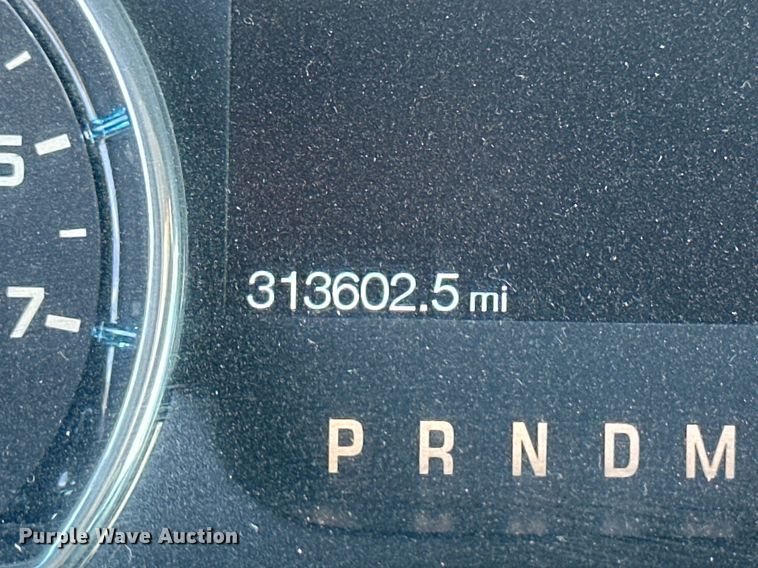 5
7
313602.5 mi
P R N D M
Purple Wave Auction